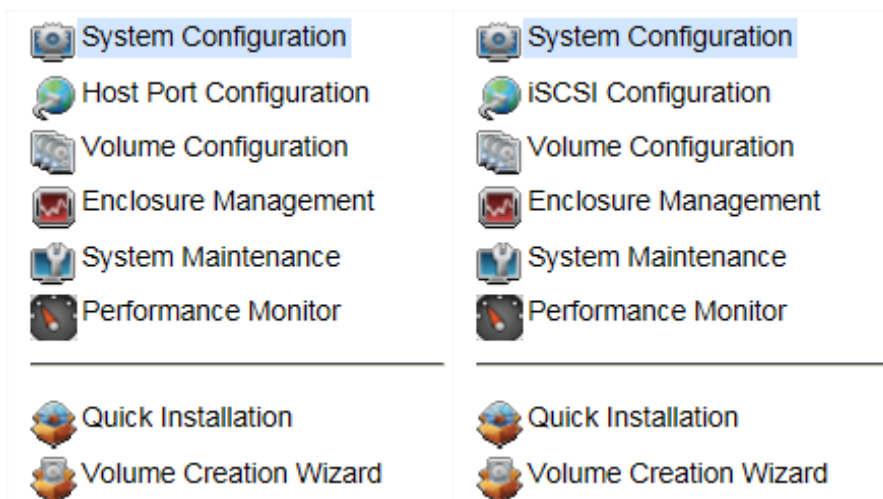 System Configuration
Host Port Configuration
Volume Configuration
Enclosure Management
System Maintenance
Performance Monitor
Quick Installation
Volume Creation Wizard
System Configuration
iSCSI Configuration
Volume Configuration
Enclosure Management
System Maintenance
Performance Monitor
Quick Installation
Volume Creation Wizard